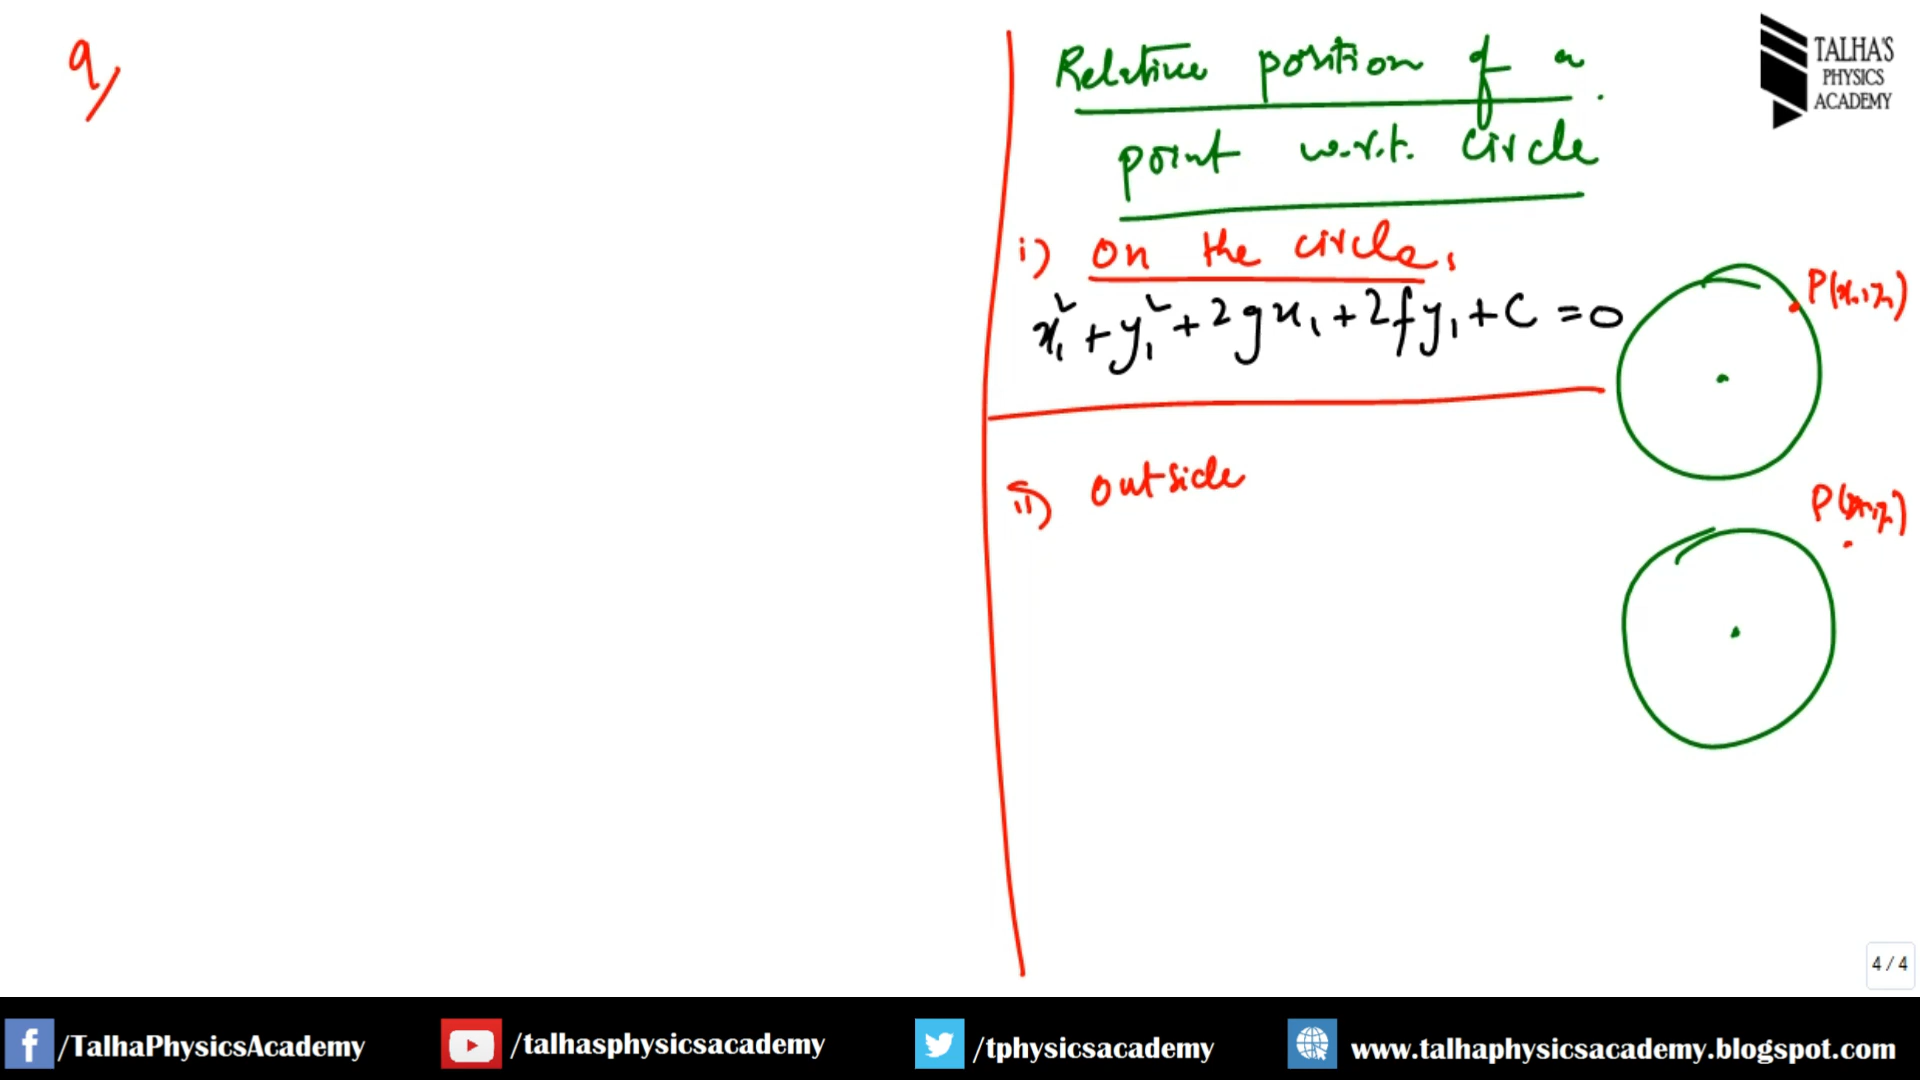 9/
Relative position of a
point w.r.t. circle
i) on the circle.
x₁² + y₁² + 2gx₁ + 2fy₁ + C = 0
P(x₁, y₁)
ii) outside
P(x₁, y₁)
TALHA'S
PHYSICS
ACADEMY
4 / 4
/TalhaPhysicsAcademy
/talhasphysicsacademy
/tphysicsacademy
www.talhaphysicsacademy.blogspot.com